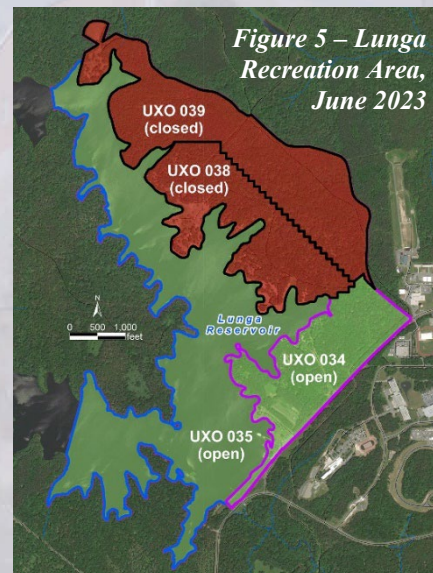 Figure 5 – Lunga
Recreation Area,
June 2023
UXO 039
(closed)
UXO 038
(closed)
N
0 500 1,000
feet
Lunga
Reservoir
UXO 034
(open)
UXO 035
(open)